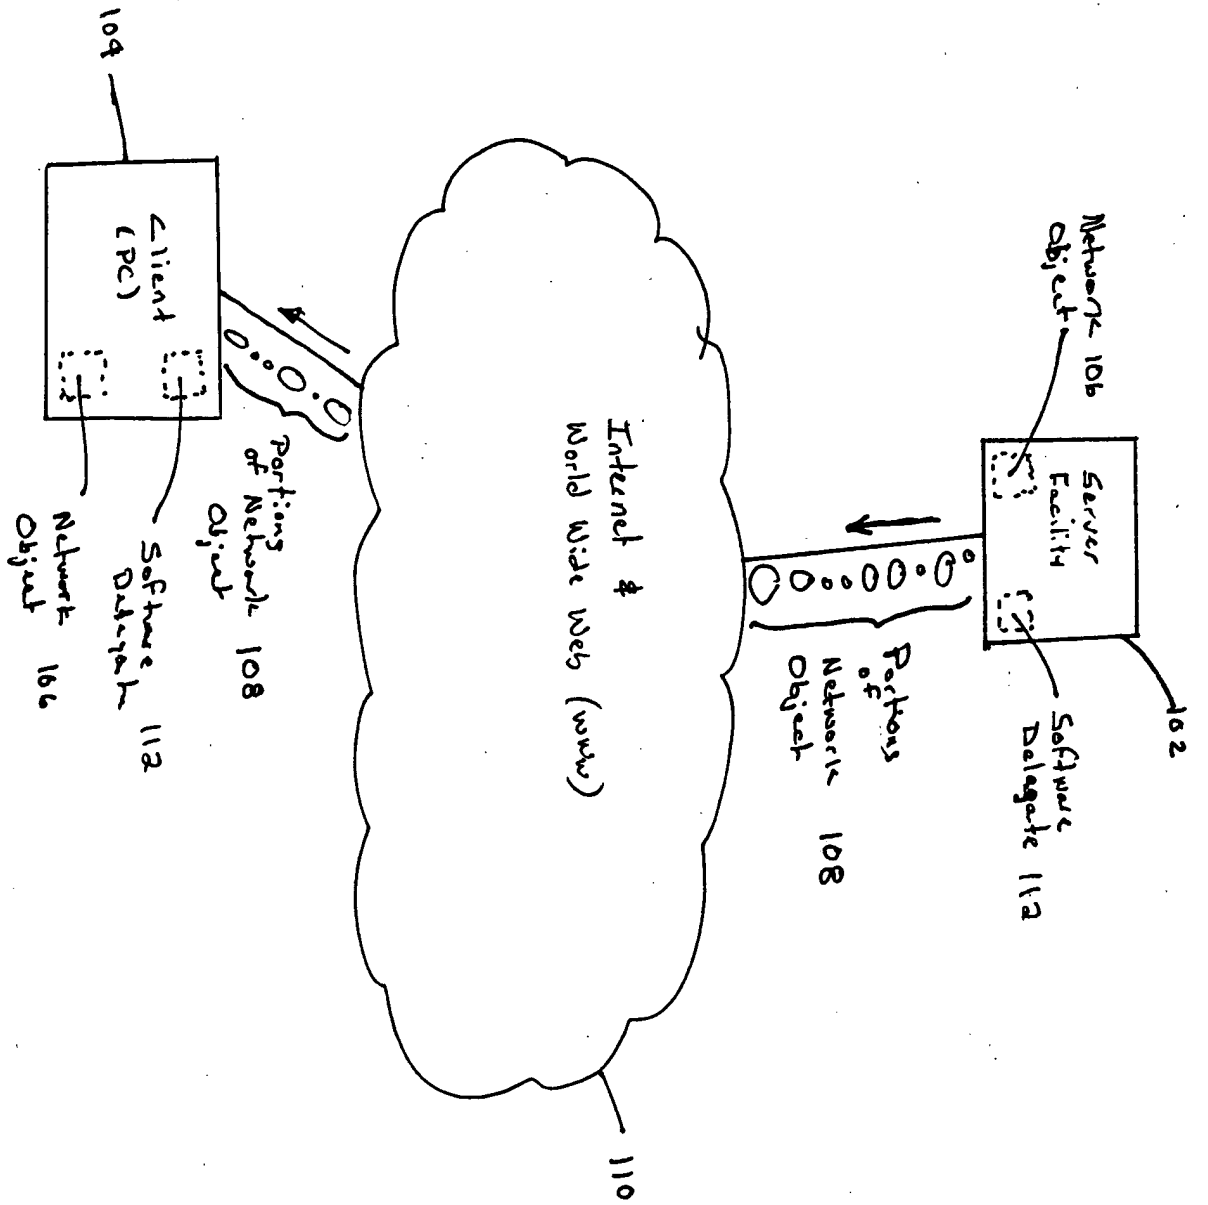 102
Network 106
Object
Server
Facility
Software
Delagate 112
Portions
of
Network
Object 108
Internet &
World Wide Web (WWW)
110
Portions
of Network 108
Object
104
Client
(PC)
Software
Delegate 112
Network
Object 106